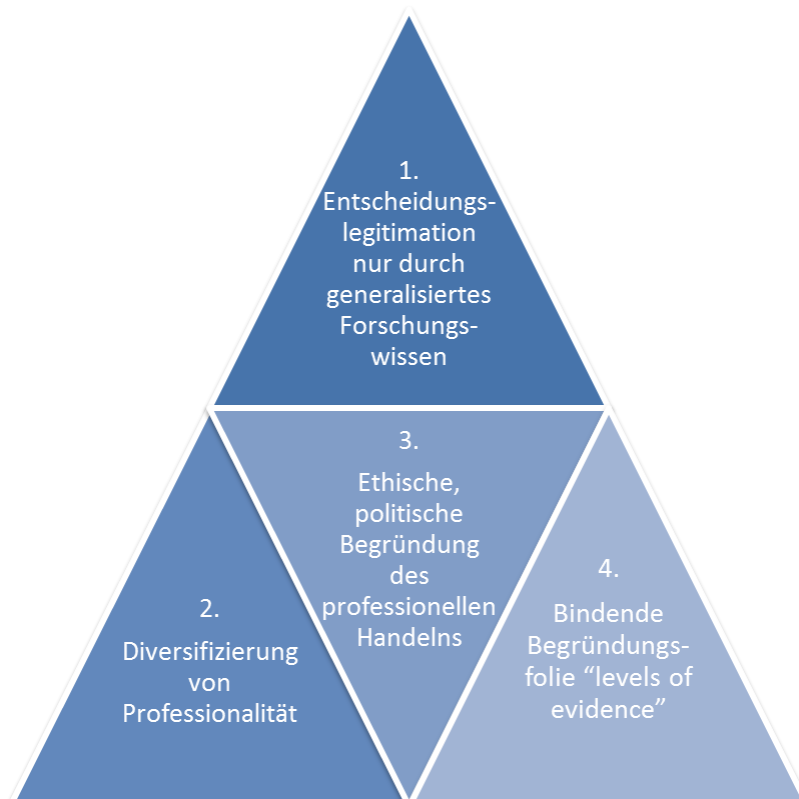 1.
Entscheidungs-
legitimation
nur durch
generalisiertes
Forschungs-
wissen
2.
Diversifizierung
von
Professionalität
3.
Ethische,
politische
Begründung
des
professionellen
Handelns
4.
Bindende
Begründungs-
folie “levels of
evidence”